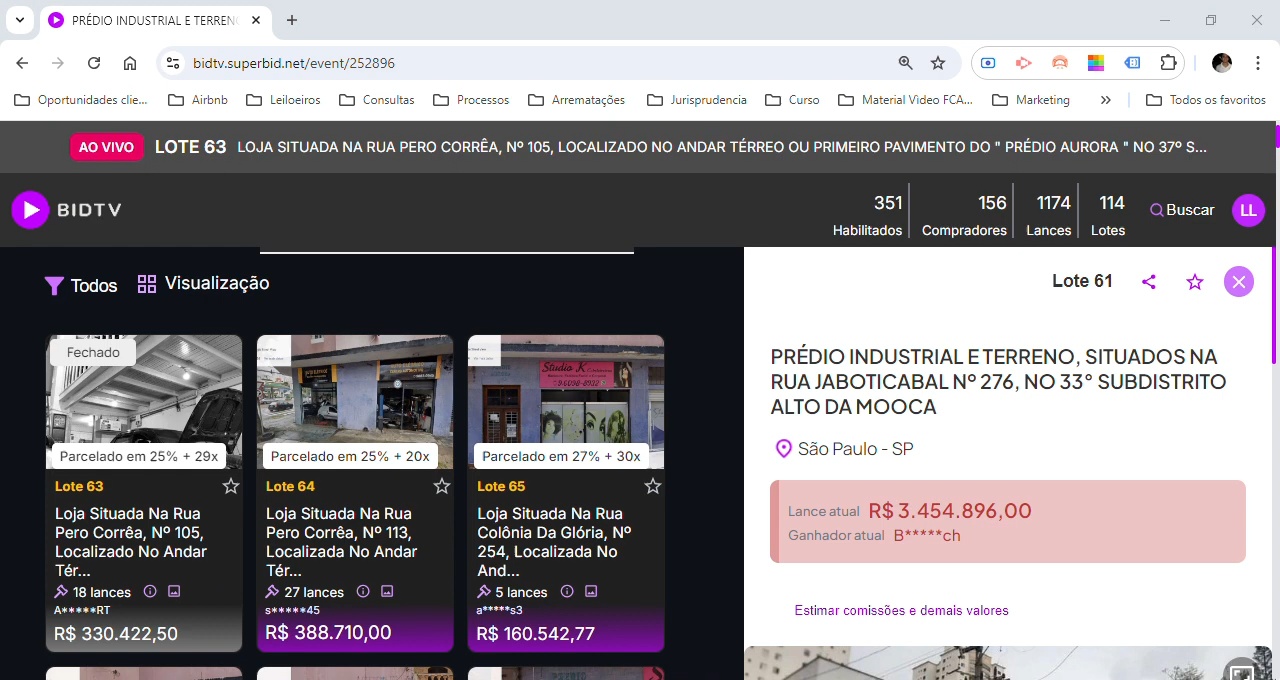 PRÉDIO INDUSTRIAL E TERREN
bidtv.superbid.net/event/252896
Oportunidades clie... Airbnb Leiloeiros Consultas Processos Arrematações Jurisprudencia Curso Material Video FCA... Marketing Todos os favoritos
AO VIVO LOTE 63 LOJA SITUADA NA RUA PERO CORRÊA, Nº 105, LOCALIZADO NO ANDAR TÉRREO OU PRIMEIRO PAVIMENTO DO " PRÉDIO AURORA " NO 37º S...
BIDTV
351 156 1174 114
Habilitados Compradores Lances Lotes
Buscar
LL
Todos Visualização
Fechado
Parcelado em 25% + 29x
Lote 63
Loja Situada Na Rua
Pero Corrêa, Nº 105,
Localizado No Andar
Tér...
18 lances
A*****RT
R$ 330.422,50
Parcelado em 25% + 20x
Lote 64
Loja Situada Na Rua
Pero Corrêa, Nº 113,
Localizada No Andar
Tér...
27 lances
s*****45
R$ 388.710,00
Studio K
Parcelado em 27% + 30x
Lote 65
Loja Situada Na Rua
Colônia Da Glória, Nº
254, Localizada No
And...
5 lances
a*****s3
R$ 160.542,77
Lote 61
PRÉDIO INDUSTRIAL E TERRENO, SITUADOS NA
RUA JABOTICABAL Nº 276, NO 33° SUBDISTRITO
ALTO DA MOOCA
São Paulo - SP
Lance atual R$ 3.454.896,00
Ganhador atual B*****ch
Estimar comissões e demais valores